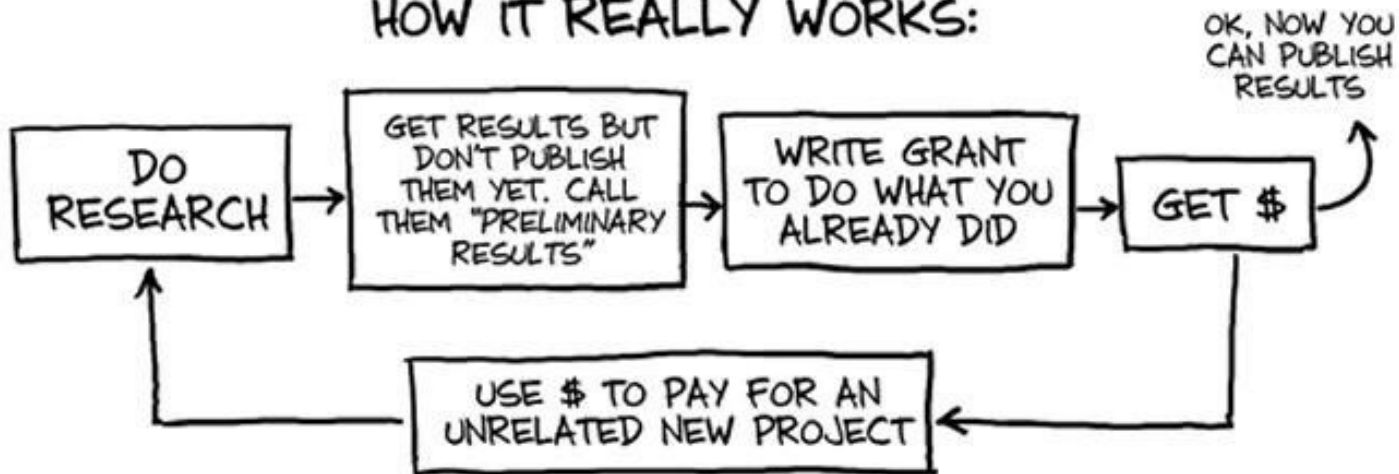 HOW IT REALLY WORKS:
OK, NOW YOU
CAN PUBLISH
RESULTS
DO
RESEARCH
GET RESULTS BUT
DON'T PUBLISH
THEM YET. CALL
THEM "PRELIMINARY
RESULTS"
WRITE GRANT
TO DO WHAT YOU
ALREADY DID
GET $
USE $ TO PAY FOR AN
UNRELATED NEW PROJECT